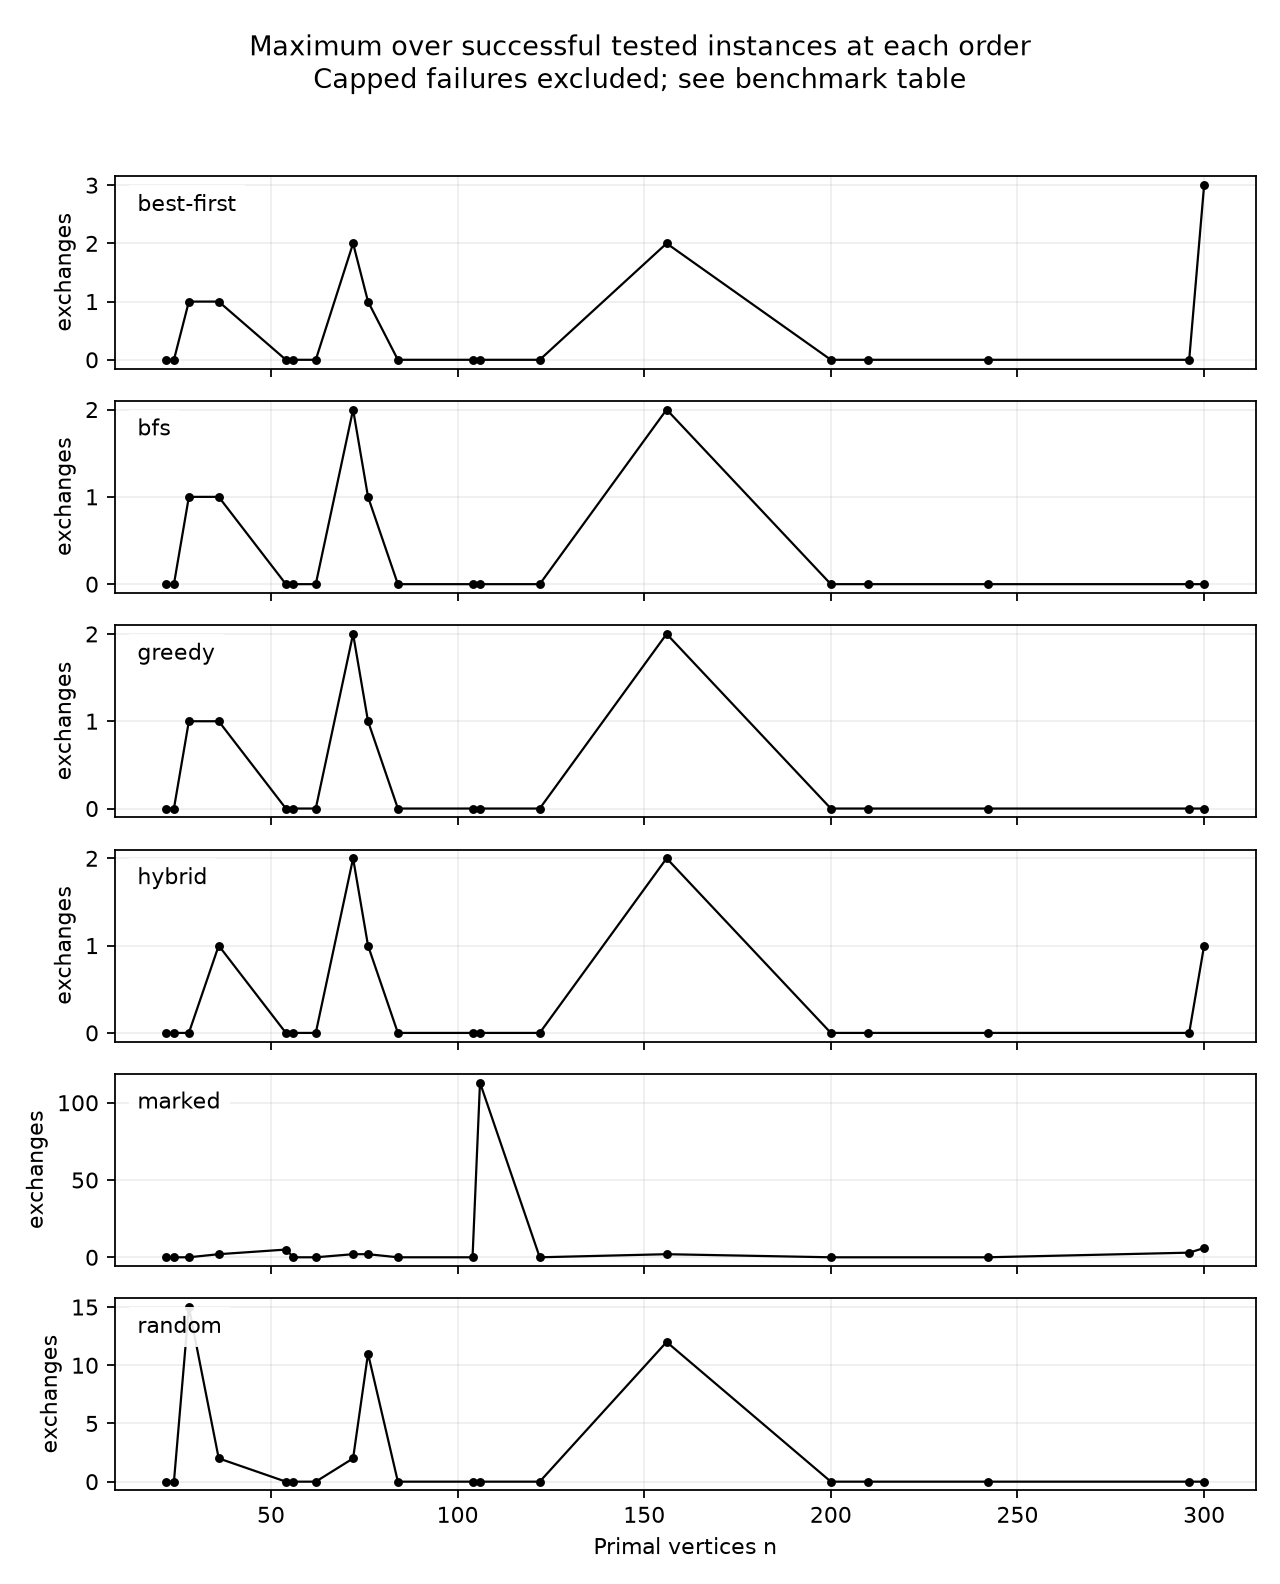 Maximum over successful tested instances at each order
Capped failures excluded; see benchmark table
3
2
1
0
exchanges
best-first
2
1
0
exchanges
bfs
2
1
0
exchanges
greedy
2
1
0
exchanges
hybrid
100
50
0
exchanges
marked
15
10
5
0
exchanges
random
50 100 150 200 250 300
Primal vertices n